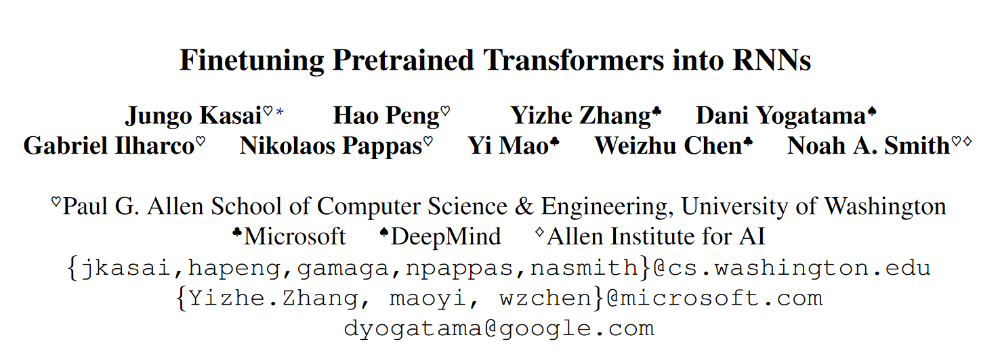 Finetuning Pretrained Transformers into RNNs
Jungo Kasai♡* Hao Peng♡ Yizhe Zhang♣ Dani Yogatama♠
Gabriel Ilharco♡ Nikolaos Pappas♡ Yi Mao♣ Weizhu Chen♣ Noah A. Smith♡♢
♡Paul G. Allen School of Computer Science & Engineering, University of Washington
♣Microsoft ♠DeepMind ♢Allen Institute for AI
{jkasai,hapeng,gamaga,npappas,nasmith}@cs.washington.edu
{Yizhe.Zhang, maoyi, wzchen}@microsoft.com
dyogatama@google.com